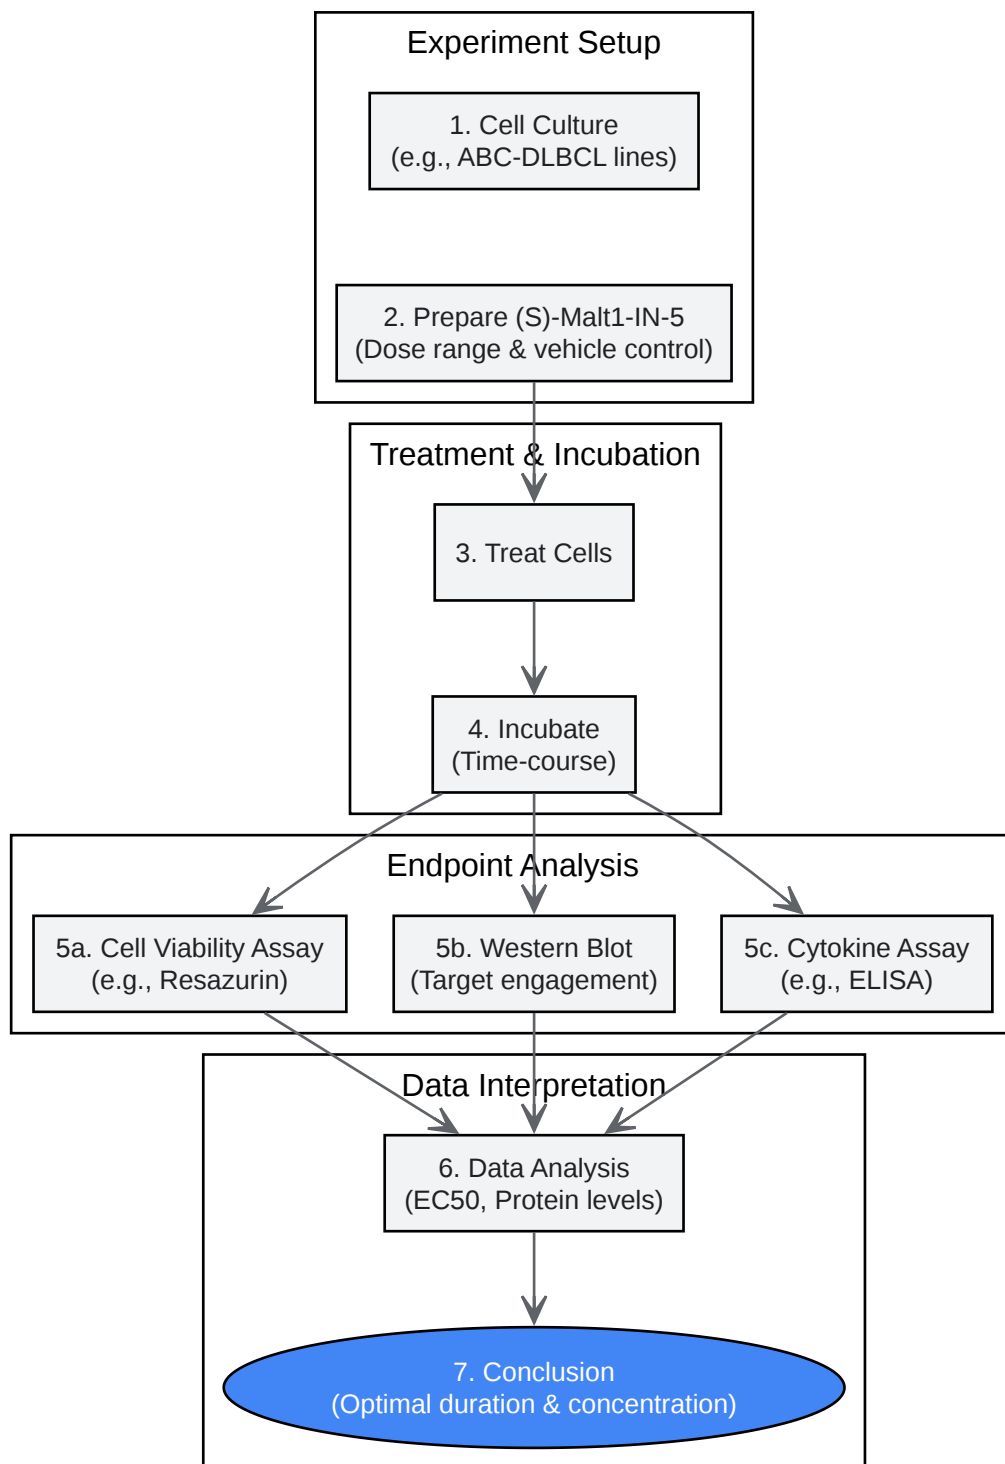 Experiment Setup
1. Cell Culture
(e.g., ABC-DLBCL lines)
2. Prepare (S)-Malt1-IN-5
(Dose range & vehicle control)
Treatment & Incubation
3. Treat Cells
4. Incubate
(Time-course)
Endpoint Analysis
5a. Cell Viability Assay
(e.g., Resazurin)
5b. Western Blot
(Target engagement)
5c. Cytokine Assay
(e.g., ELISA)
Data Interpretation
6. Data Analysis
(EC50, Protein levels)
7. Conclusion
(Optimal duration & concentration)